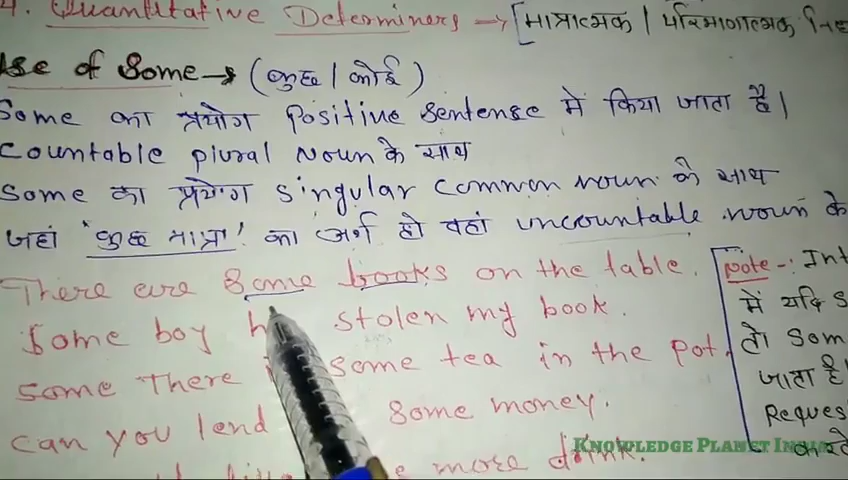 4. Quantitative Determiners → [मात्रात्मक | परिमाणात्मक
Use of Some → (कुछ | कोई)
Some का प्रयोग Positive Sentense में किया जाता है।
Countable plural Noun के साथ
Some का प्रयोग Singular Common noun के साथ
जहां 'कुछ मात्रा' का अर्थ हो वहां uncountable noun के
There are Some books on the table.
Some boy stolen my book.
Some There some tea in the Pot.
Can you lend some money.
more drink.
Note -: Int
में यदि S
तो Som
जाता है
Reques
KNOWLEDGE PLANET INDIA